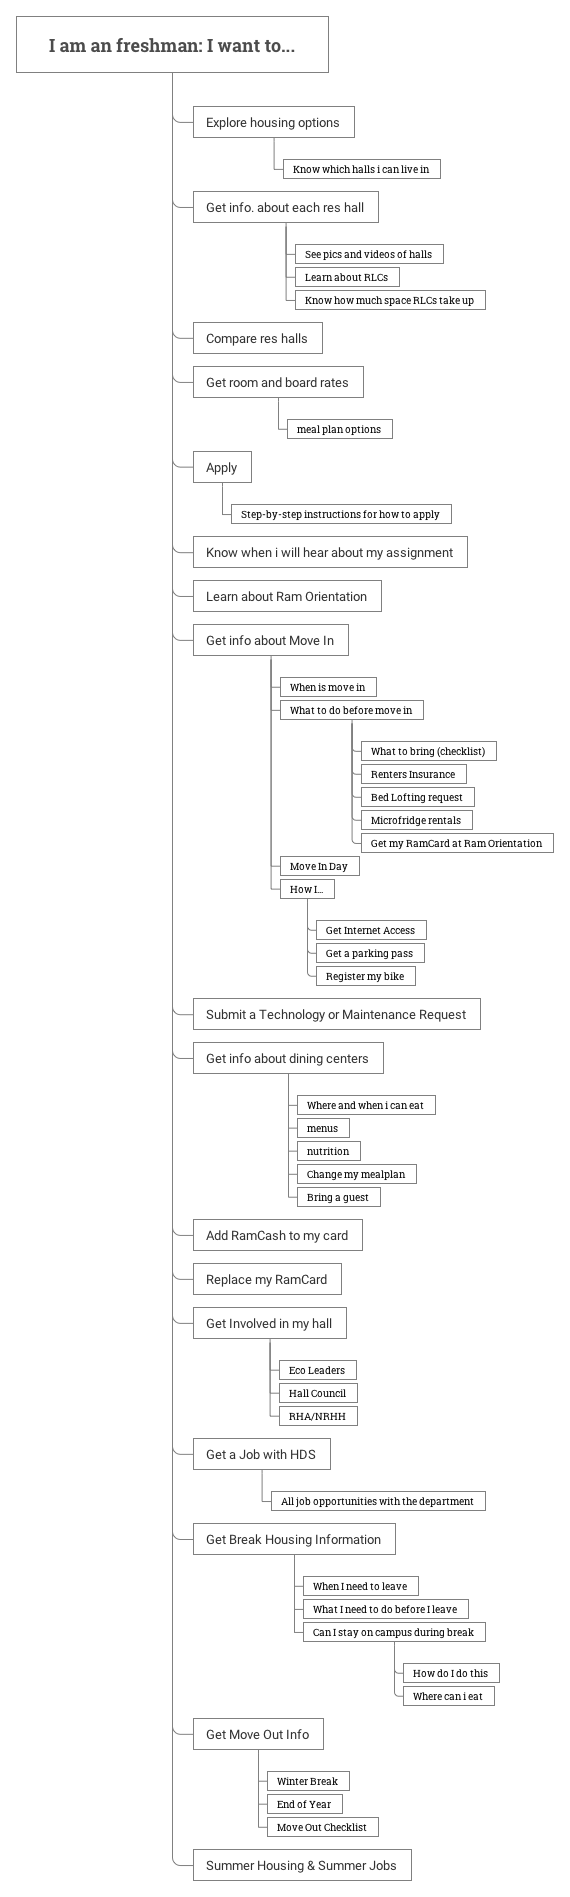 I am an freshman: I want to...
Explore housing options
Know which halls i can live in
Get info. about each res hall
See pics and videos of halls
Learn about RLCs
Know how much space RLCs take up
Compare res halls
Get room and board rates
meal plan options
Apply
Step-by-step instructions for how to apply
Know when i will hear about my assignment
Learn about Ram Orientation
Get info about Move In
When is move in
What to do before move in
What to bring (checklist)
Renters Insurance
Bed Lofting request
Microfridge rentals
Get my RamCard at Ram Orientation
Move In Day
How I...
Get Internet Access
Get a parking pass
Register my bike
Submit a Technology or Maintenance Request
Get info about dining centers
Where and when i can eat
menus
nutrition
Change my mealplan
Bring a guest
Add RamCash to my card
Replace my RamCard
Get Involved in my hall
Eco Leaders
Hall Council
RHA/NRHH
Get a Job with HDS
All job opportunities with the department
Get Break Housing Information
When I need to leave
What I need to do before I leave
Can I stay on campus during break
How do I do this
Where can i eat
Get Move Out Info
Winter Break
End of Year
Move Out Checklist
Summer Housing & Summer Jobs